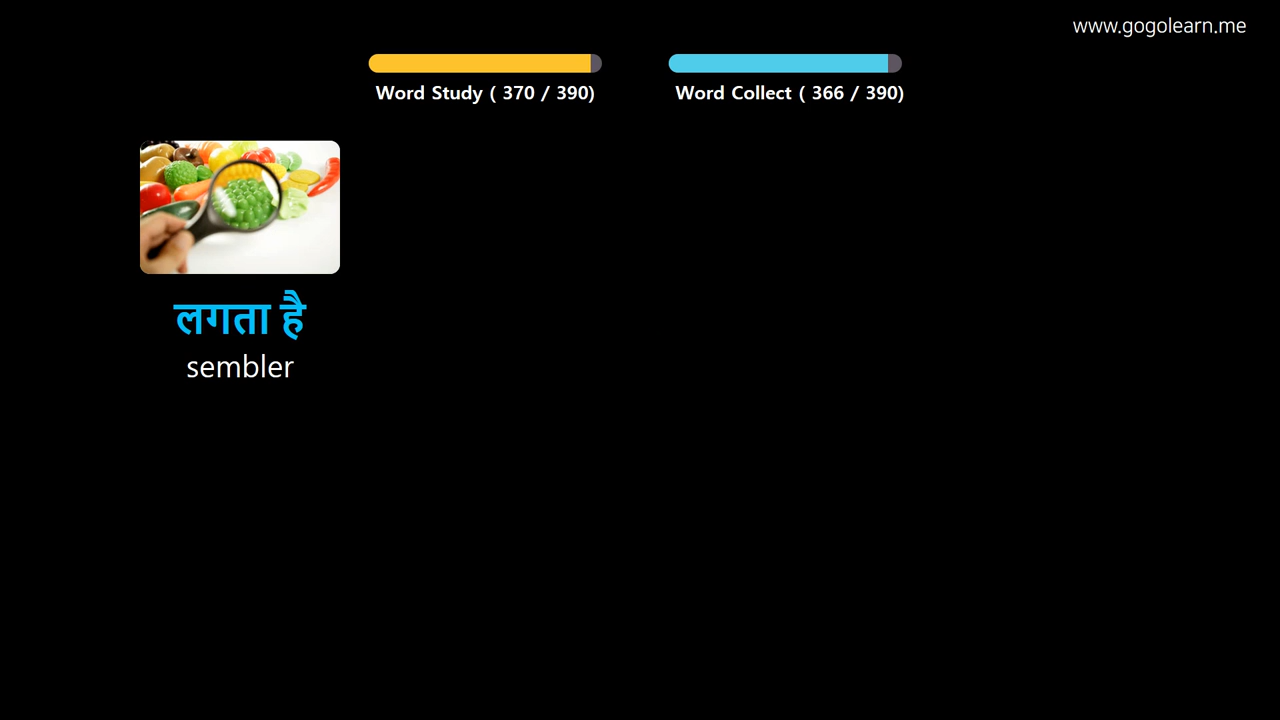 www.gogolearn.me
Word Study ( 370 / 390)
Word Collect ( 366 / 390)
लगता है
sembler